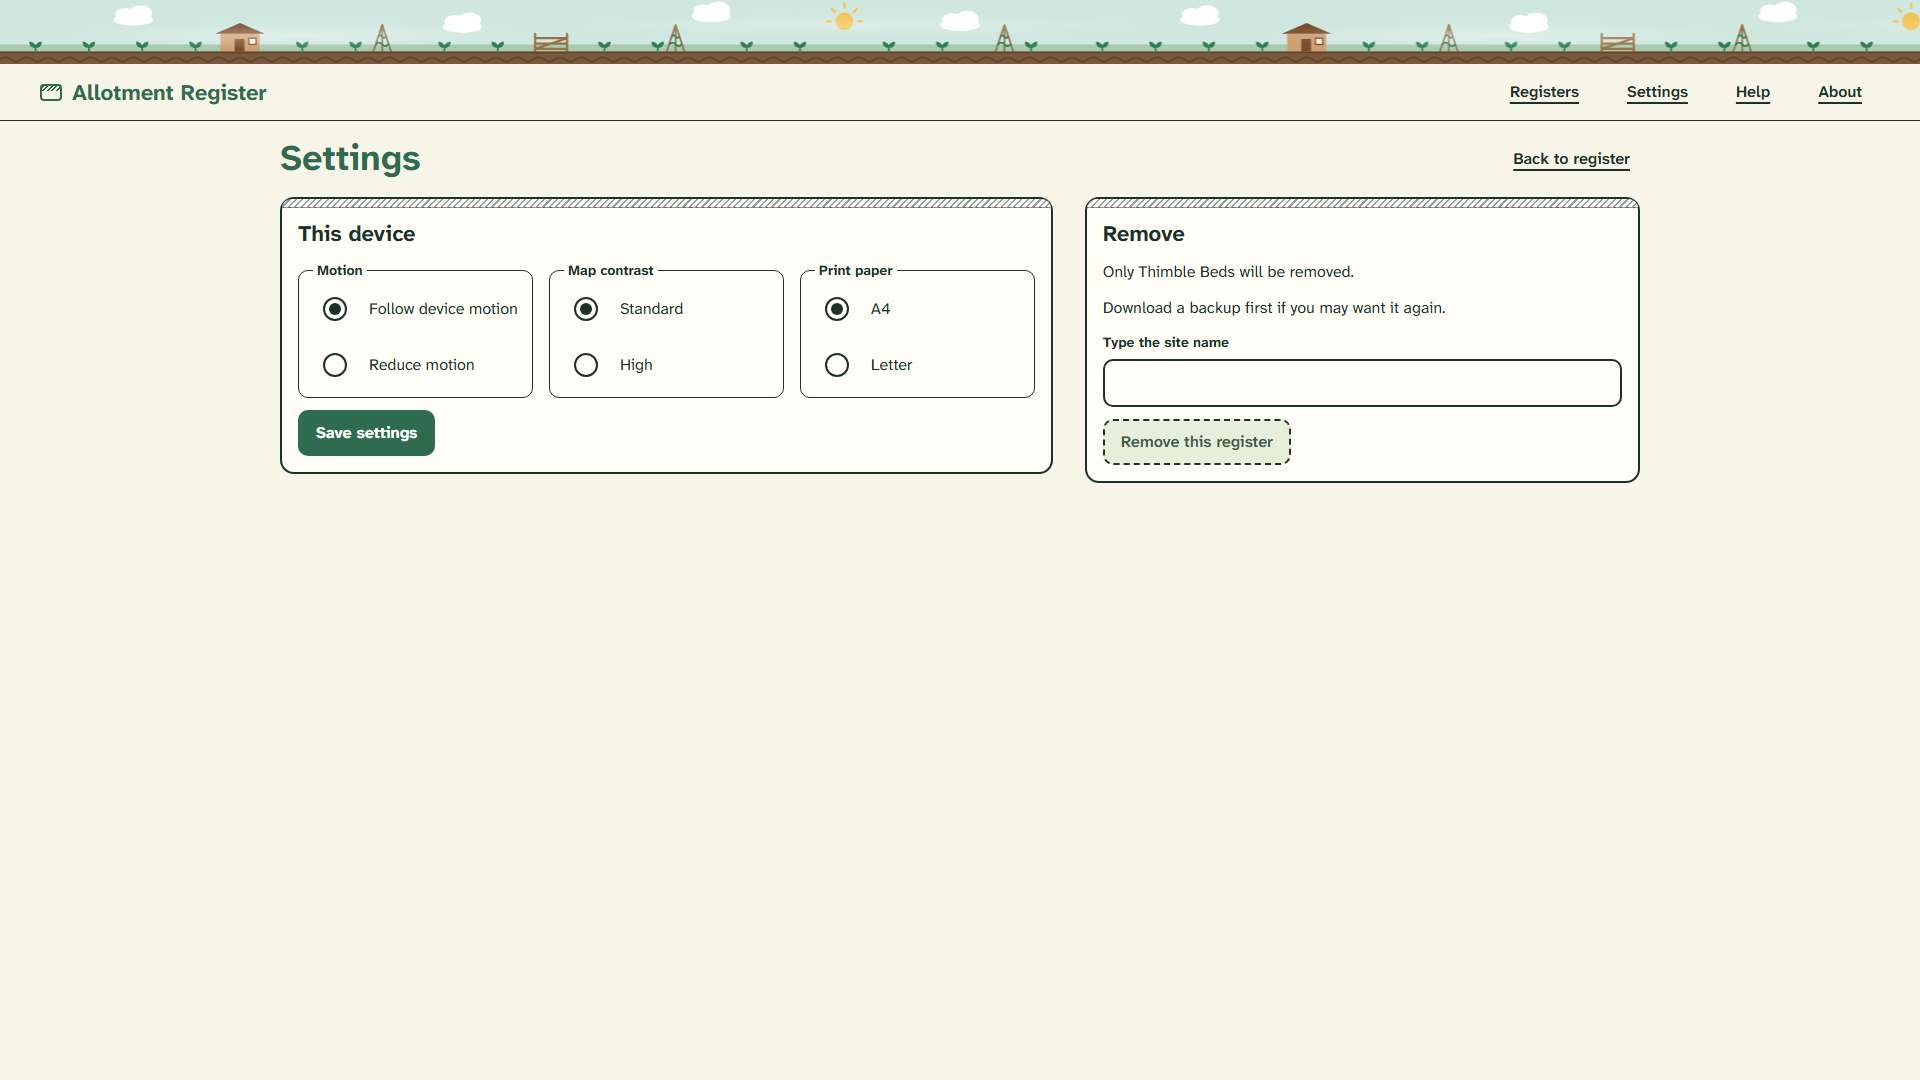 Allotment Register
Registers
Settings
Help
About
Settings
Back to register
This device
Motion
Follow device motion
Reduce motion
Map contrast
Standard
High
Print paper
A4
Letter
Save settings
Remove
Only Thimble Beds will be removed.
Download a backup first if you may want it again.
Type the site name
Remove this register